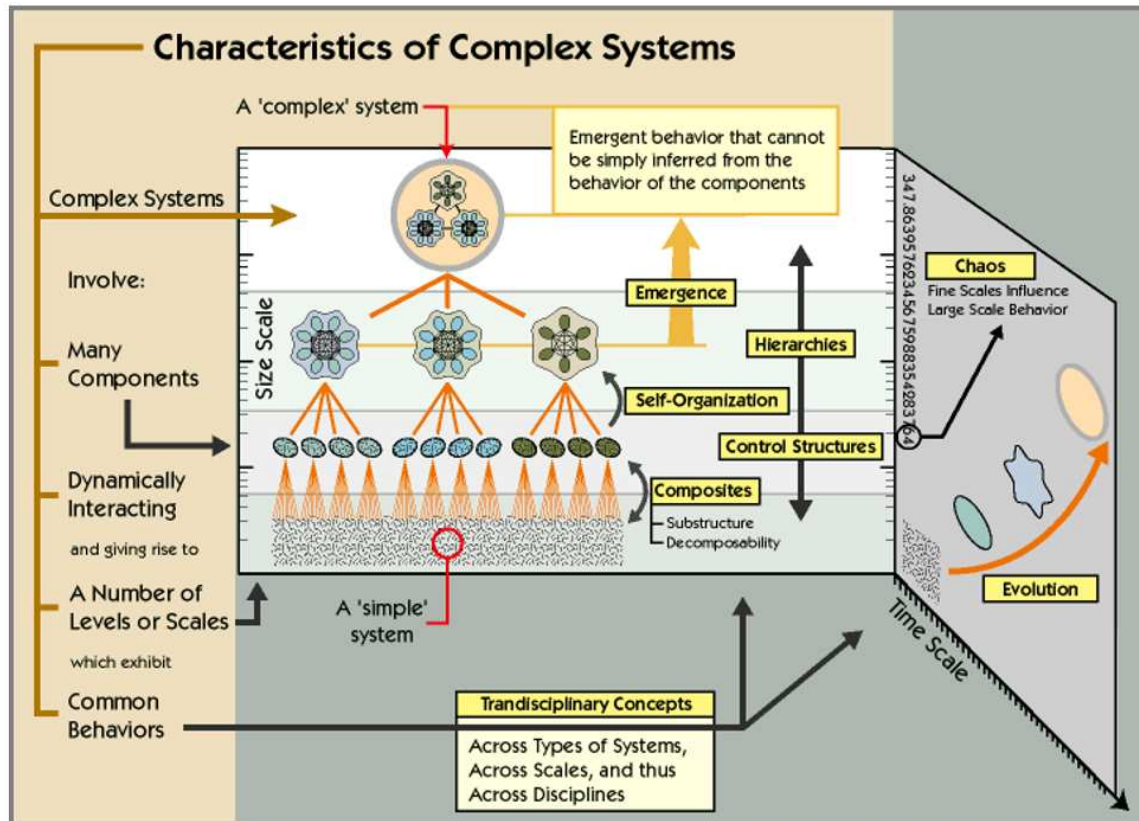 Characteristics of Complex Systems
A 'complex' system
Emergent behavior that cannot
be simply inferred from the
behavior of the components
Complex Systems
Involve:
Many
Components
Dynamically
Interacting
and giving rise to
A Number of
Levels or Scales
which exhibit
Common
Behaviors
Size Scale
Emergence
Hierarchies
Self-Organization
Control Structures
Composites
Substructure
Decomposability
A 'simple'
system
Trandisciplinary Concepts
Across Types of Systems,
Across Scales, and thus
Across Disciplines
347.86395762345675988354283764
Chaos
Fine Scales Influence
Large Scale Behavior
Evolution
Time Scale